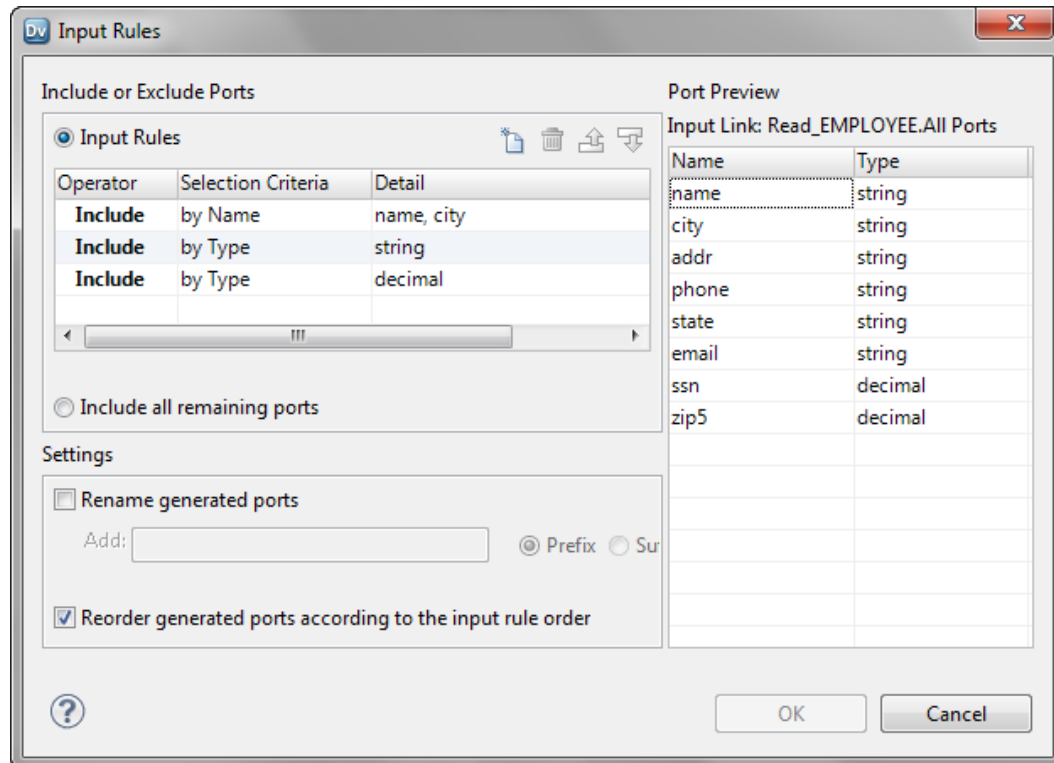 Dv Input Rules
Include or Exclude Ports
Input Rules
Operator Selection Criteria Detail
Include by Name name, city
Include by Type string
Include by Type decimal
Include all remaining ports
Settings
Rename generated ports
Add: Prefix Su
Reorder generated ports according to the input rule order
Port Preview
Input Link: Read_EMPLOYEE.All Ports
Name Type
name string
city string
addr string
phone string
state string
email string
ssn decimal
zip5 decimal
? OK Cancel